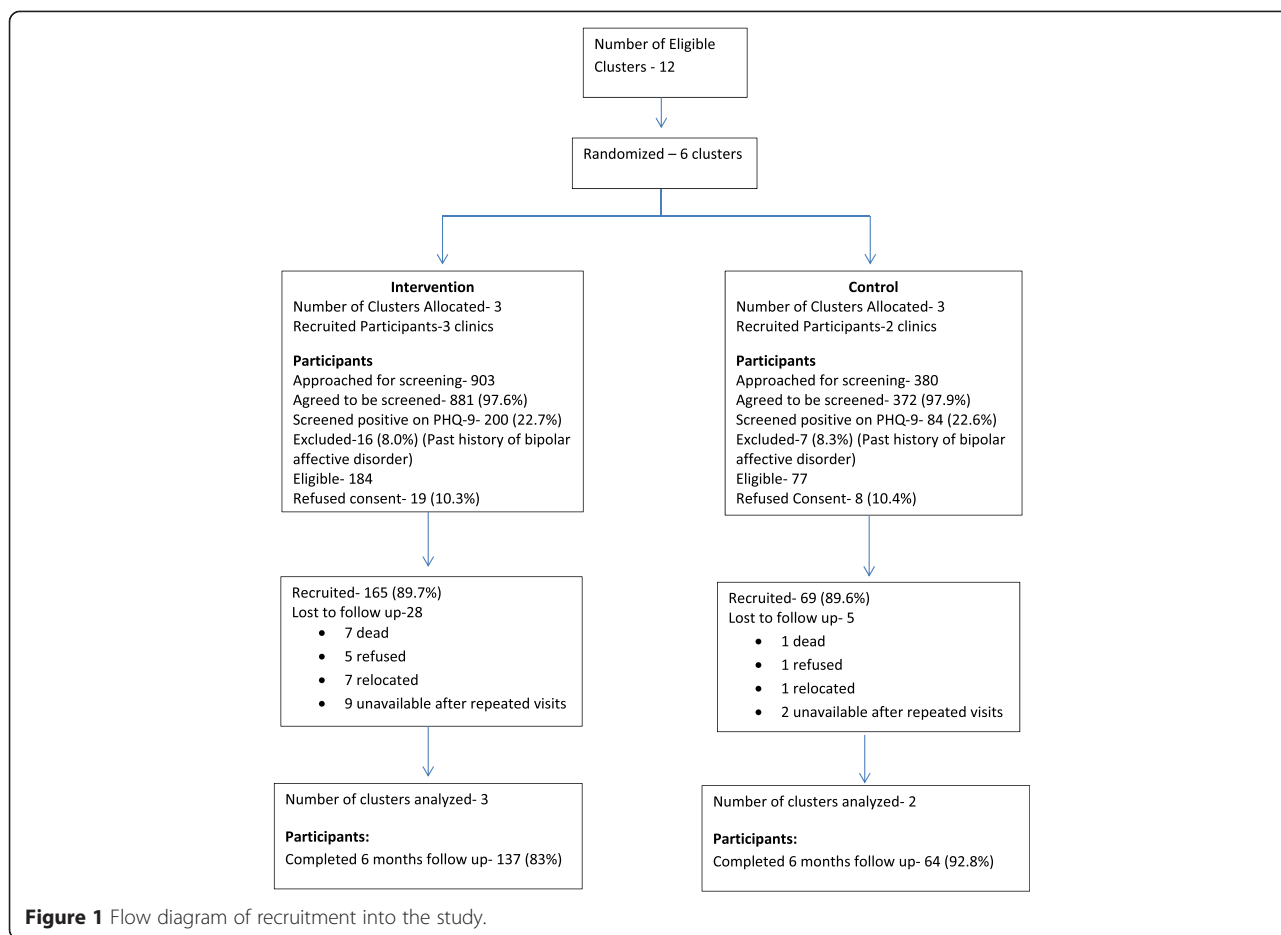 Number of Eligible
Clusters - 12
Randomized – 6 clusters
Intervention
Number of Clusters Allocated- 3
Recruited Participants-3 clinics
Participants
Approached for screening- 903
Agreed to be screened- 881 (97.6%)
Screened positive on PHQ-9- 200 (22.7%)
Excluded-16 (8.0%) (Past history of bipolar
affective disorder)
Eligible- 184
Refused consent- 19 (10.3%)
Control
Number of Clusters Allocated- 3
Recruited Participants-2 clinics
Participants
Approached for screening- 380
Agreed to be screened- 372 (97.9%)
Screened positive on PHQ-9- 84 (22.6%)
Excluded-7 (8.3%) (Past history of bipolar
affective disorder)
Eligible- 77
Refused Consent- 8 (10.4%)
Recruited- 165 (89.7%)
Lost to follow up-28
• 7 dead
• 5 refused
• 7 relocated
• 9 unavailable after repeated visits
Recruited- 69 (89.6%)
Lost to follow up- 5
• 1 dead
• 1 refused
• 1 relocated
• 2 unavailable after repeated visits
Number of clusters analyzed- 3
Participants:
Completed 6 months follow up- 137 (83%)
Number of clusters analyzed- 2
Participants:
Completed 6 months follow up- 64 (92.8%)
Figure 1 Flow diagram of recruitment into the study.